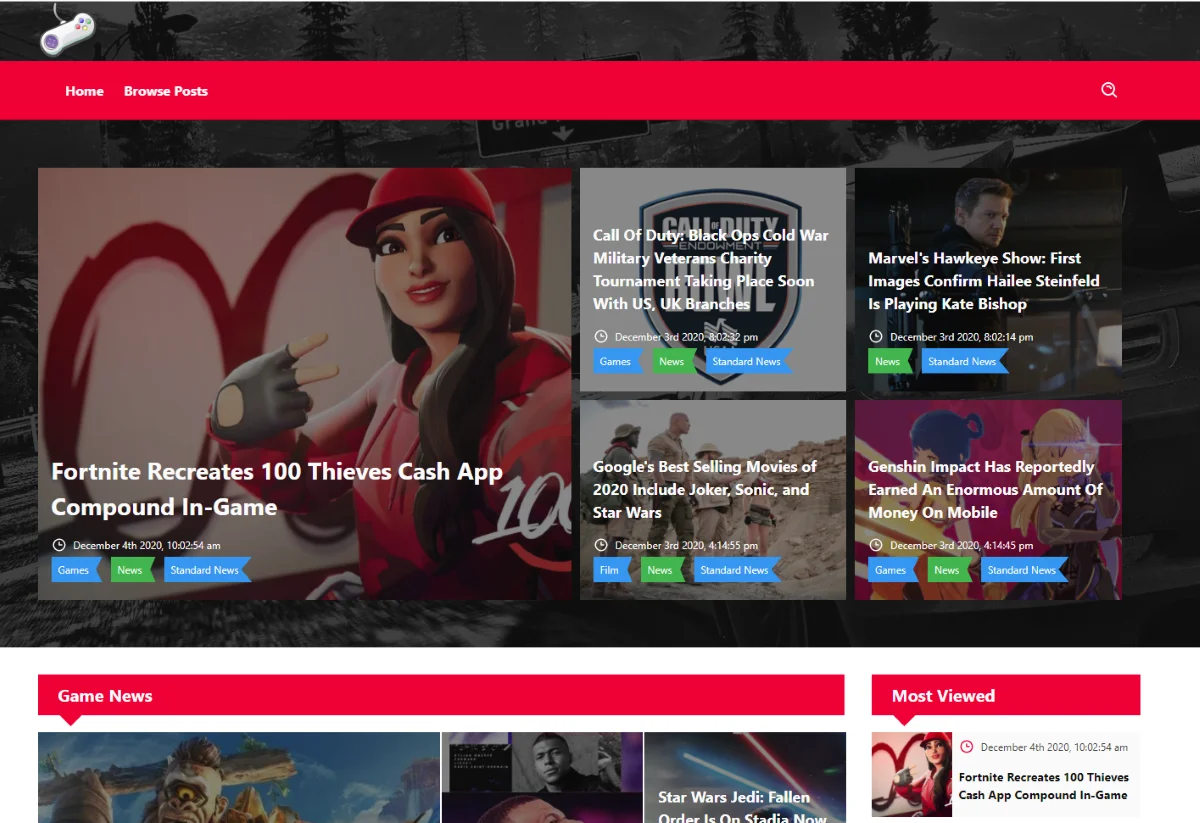 Home
Browse Posts
Gran
Fortnite Recreates 100 Thieves Cash App
Compound In-Game
December 4th 2020, 10:02:54 am
Games
News
Standard News
100
CALL OF DUTY
ENDOWMENT
Call Of Duty: Black Ops Cold War
Military Veterans Charity
Tournament Taking Place Soon
With US, UK Branches
December 3rd 2020, 8:02:32 pm
Games
News
Standard News
Marvel's Hawkeye Show: First
Images Confirm Hailee Steinfeld
Is Playing Kate Bishop
December 3rd 2020, 8:02:14 pm
News
Standard News
Google's Best Selling Movies of
2020 Include Joker, Sonic, and
Star Wars
December 3rd 2020, 4:14:55 pm
Film
News
Standard News
Genshin Impact Has Reportedly
Earned An Enormous Amount Of
Money On Mobile
December 3rd 2020, 4:14:45 pm
Games
News
Standard News
Game News
Star Wars Jedi: Fallen
Order Is On Stadia Now
Most Viewed
December 4th 2020, 10:02:54 am
Fortnite Recreates 100 Thieves
Cash App Compound In-Game